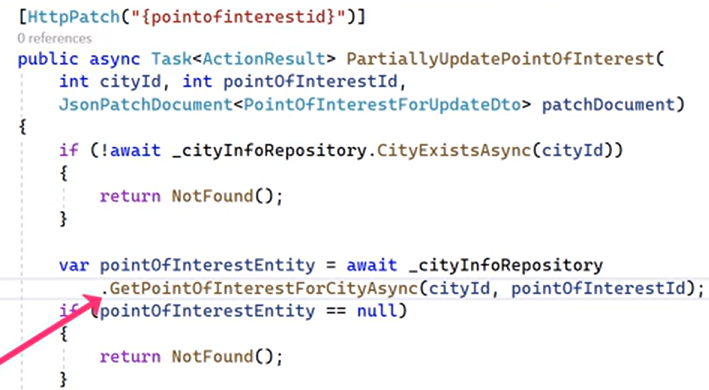 [HttpPatch("{pointofinterestid}")]
0 references
public async Task<ActionResult> PartiallyUpdatePointOfInterest(
int cityId, int pointOfInterestId,
JsonPatchDocument<PointOfInterestForUpdateDto> patchDocument)
{
if (!await _cityInfoRepository.CityExistsAsync(cityId))
{
return NotFound();
}
var pointOfInterestEntity = await _cityInfoRepository
.GetPointOfInterestForCityAsync(cityId, pointOfInterestId);
if (pointOfInterestEntity == null)
{
return NotFound();
}